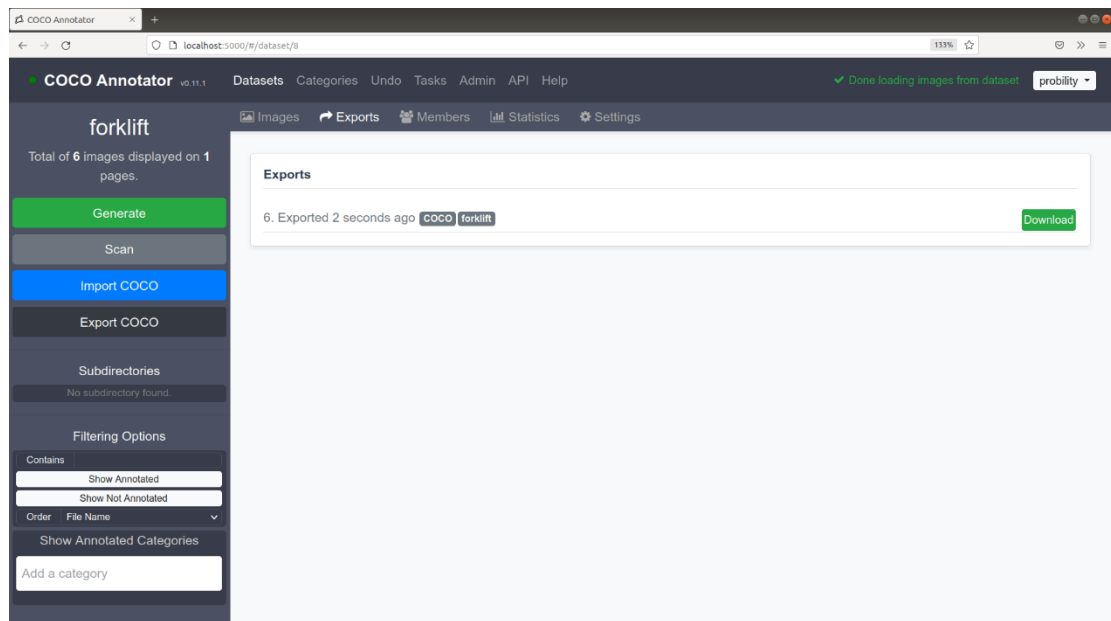 COCO Annotator × +
localhost:5000/#/dataset/8 133%
COCO Annotator v0.11.1 Datasets Categories Undo Tasks Admin API Help Done loading images from dataset probility
Images Exports Members Statistics Settings
forklift
Total of 6 images displayed on 1
pages.
Generate
Scan
Import COCO
Export COCO
Subdirectories
No subdirectory found.
Filtering Options
Contains
Show Annotated
Show Not Annotated
Order File Name
Show Annotated Categories
Add a category
Exports
6. Exported 2 seconds ago COCO forklift Download